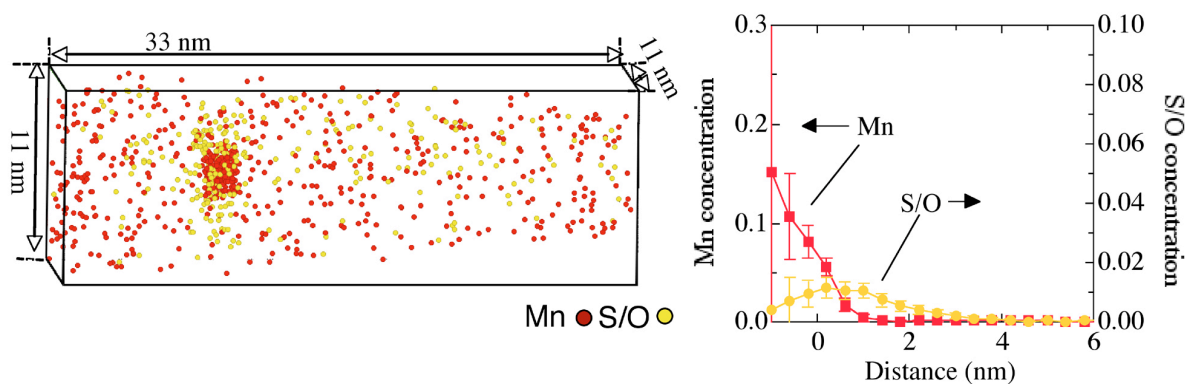 33 nm
11 nm
11 nm
Mn S/O
0.3
0.2
0.1
0.0
Mn concentration
Mn
S/O
0.10
0.08
0.06
0.04
0.02
0.00
S/O concentration
0 2 4 6
Distance (nm)